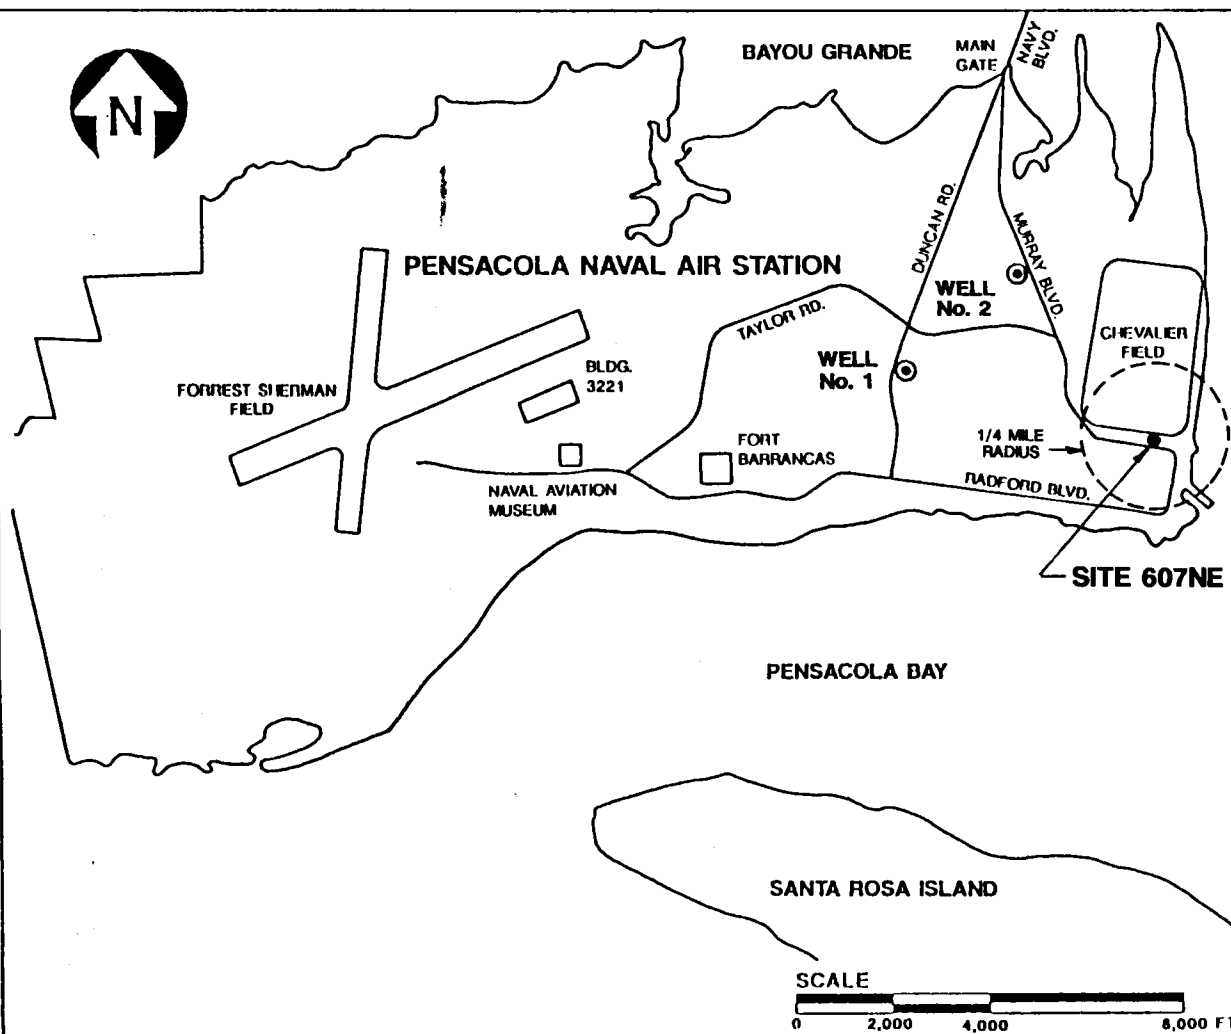 BAYOU GRANDE
MAIN
GATE
NAVY
BLVD.
N
DUNCAN RD.
MURRAY BLVD.
PENSACOLA NAVAL AIR STATION
WELL
No. 2
TAYLOR RD.
CHEVALIER
FIELD
WELL
No. 1
BLDG.
3221
FORREST SHERMAN
FIELD
1/4 MILE
RADIUS
FORT
BARRANCAS
NAVAL AVIATION
MUSEUM
RADFORD BLVD.
SITE 607NE
PENSACOLA BAY
SANTA ROSA ISLAND
SCALE
0 2,000 4,000 8,000 FT